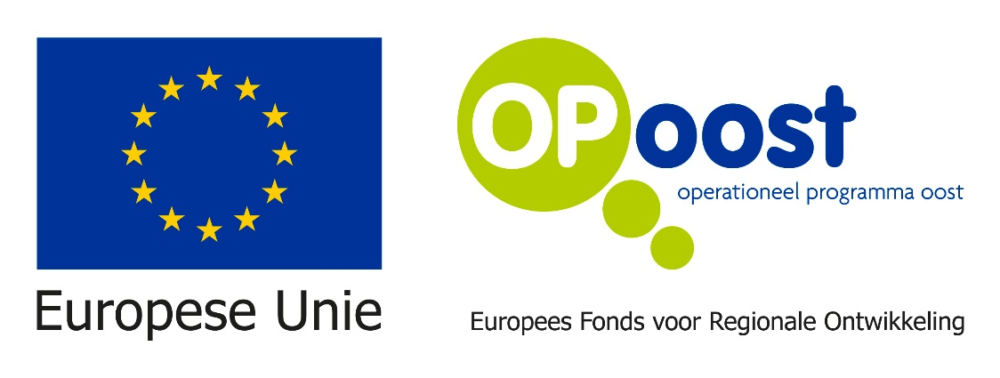 Europese Unie
OPoost
operationeel programma oost
Europees Fonds voor Regionale Ontwikkeling